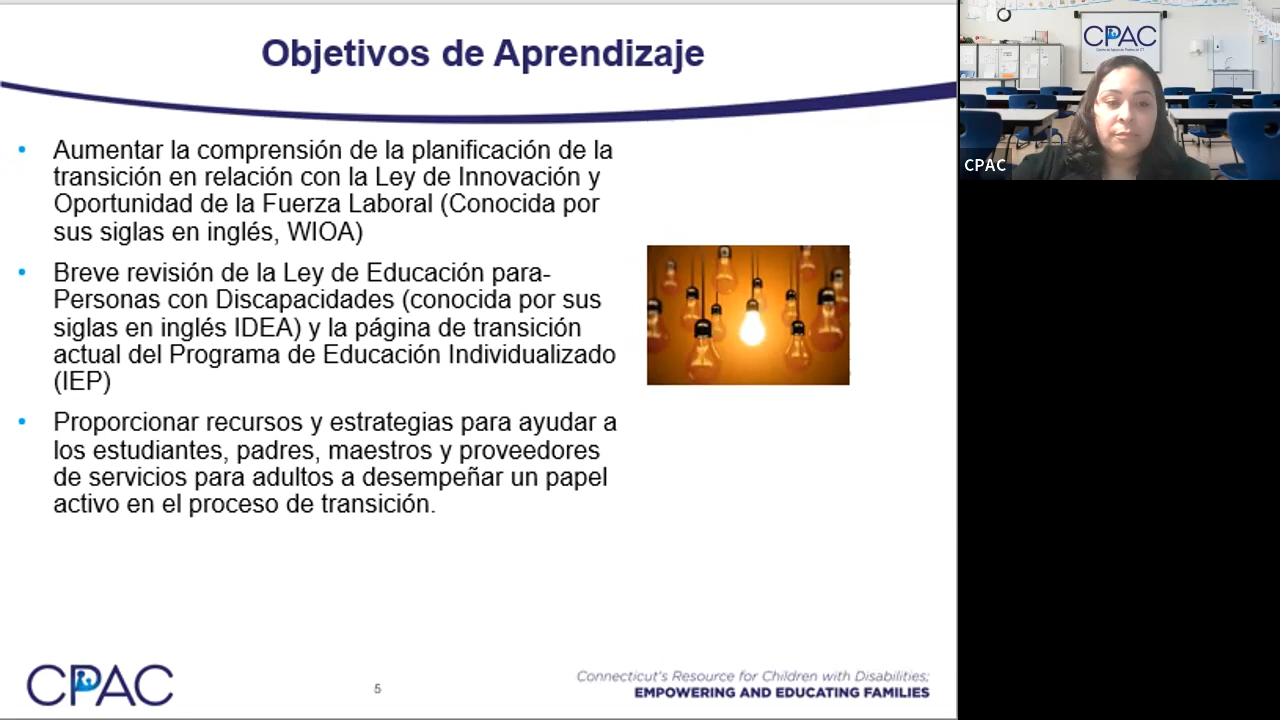 Objetivos de Aprendizaje
• Aumentar la comprensión de la planificación de la
transición en relación con la Ley de Innovación y
Oportunidad de la Fuerza Laboral (Conocida por
sus siglas en inglés, WIOA)
• Breve revisión de la Ley de Educación para-
Personas con Discapacidades (conocida por sus
siglas en inglés IDEA) y la página de transición
actual del Programa de Educación Individualizado
(IEP)
• Proporcionar recursos y estrategias para ayudar a
los estudiantes, padres, maestros y proveedores
de servicios para adultos a desempeñar un papel
activo en el proceso de transición.
CPAC
5
Connecticut's Resource for Children with Disabilities;
EMPOWERING AND EDUCATING FAMILIES
CPAC
CPAC